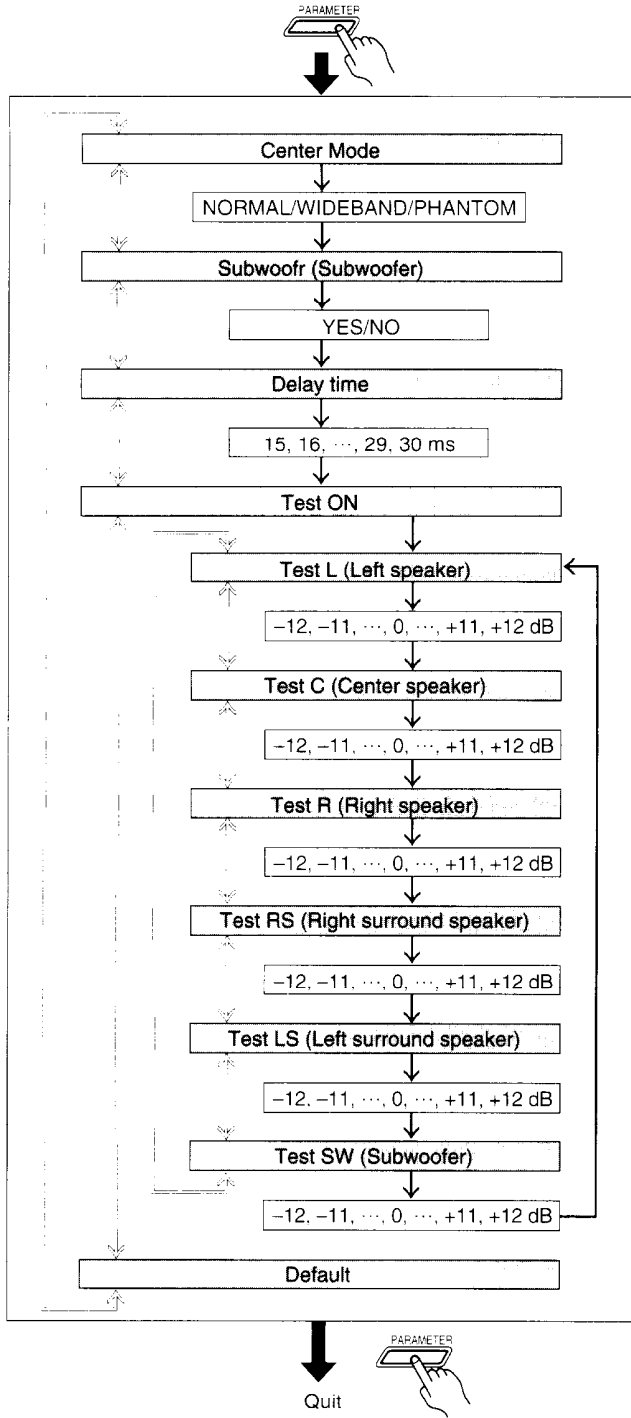 PARAMETER
Center Mode
NORMAL/WIDEBAND/PHANTOM
Subwoofr (Subwoofer)
YES/NO
Delay time
15, 16, ···, 29, 30 ms
Test ON
Test L (Left speaker)
–12, –11, ···, 0, ···, +11, +12 dB
Test C (Center speaker)
–12, –11, ···, 0, ···, +11, +12 dB
Test R (Right speaker)
–12, –11, ···, 0, ···, +11, +12 dB
Test RS (Right surround speaker)
–12, –11, ···, 0, ···, +11, +12 dB
Test LS (Left surround speaker)
–12, –11, ···, 0, ···, +11, +12 dB
Test SW (Subwoofer)
–12, –11, ···, 0, ···, +11, +12 dB
Default
PARAMETER
Quit